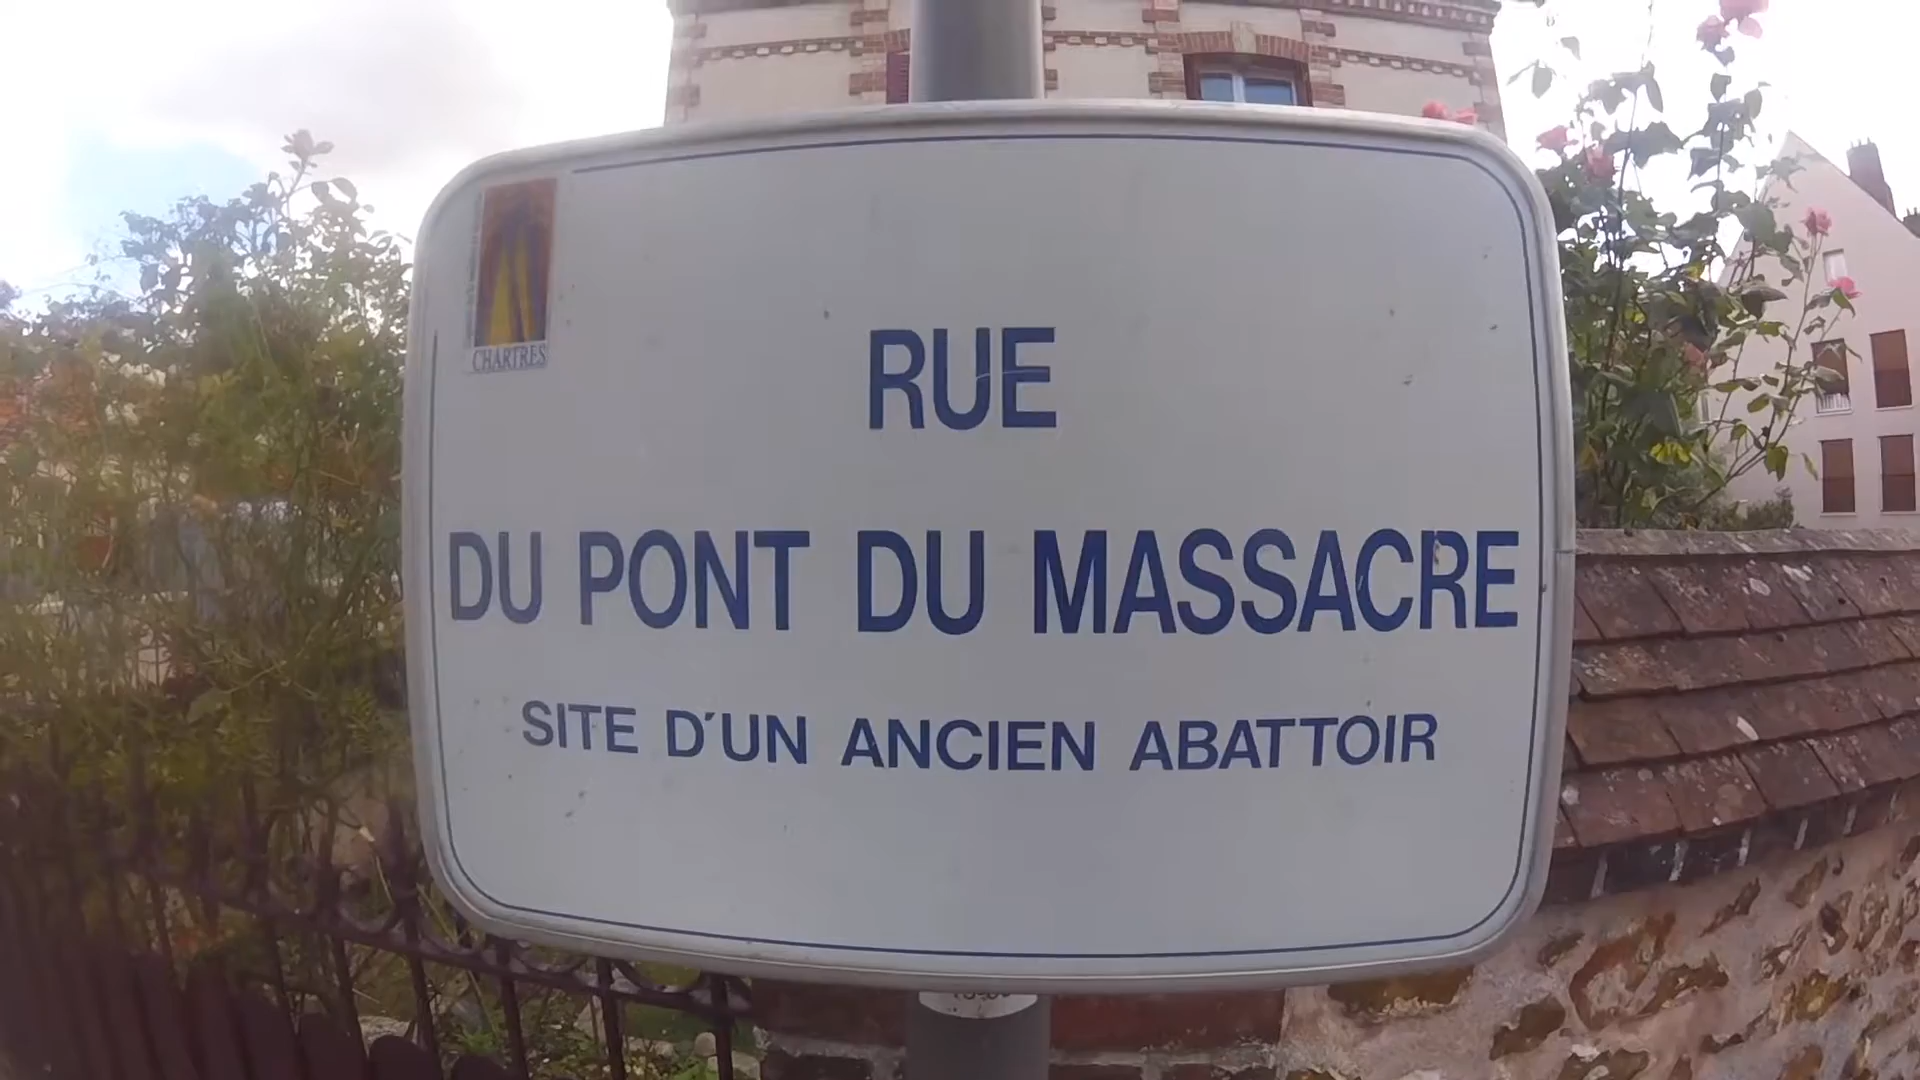 CHARTRES
RUE
DU PONT DU MASSACRE
SITE D'UN ANCIEN ABATTOIR